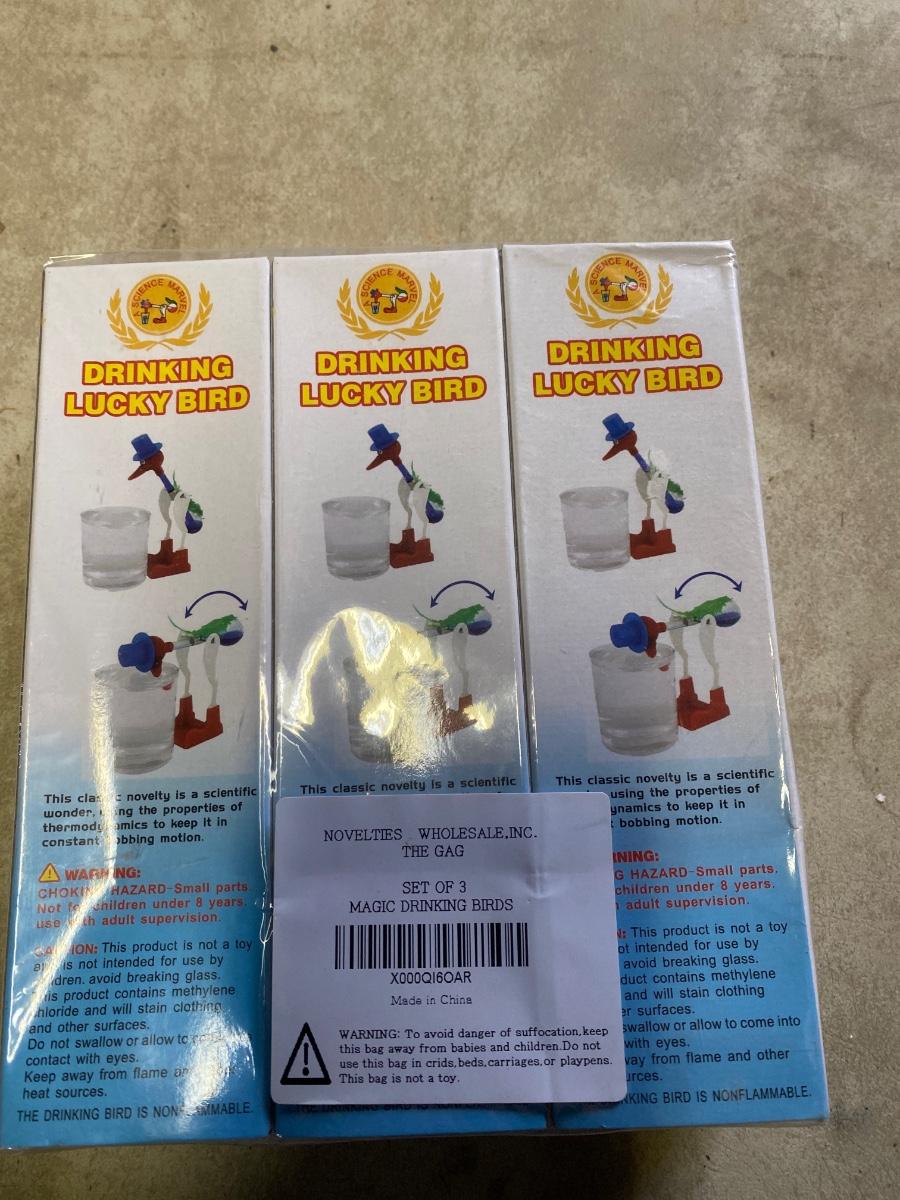 A SCIENCE MARVEL
DRINKING
LUCKY BIRD
This classic novelty is a scientific
wonder, using the properties of
thermodynamics to keep it in
constant bobbing motion.
WARNING:
CHOKING HAZARD-Small parts.
Not for children under 8 years.
use with adult supervision.
CAUTION: This product is not a toy
and is not intended for use by
children. avoid breaking glass.
This product contains methylene
chloride and will stain clothing
and other surfaces.
Do not swallow or allow to come
contact with eyes.
Keep away from flame and other
heat sources.
THE DRINKING BIRD IS NONFLAMMABLE.
A SCIENCE MARVEL
DRINKING
LUCKY BIRD
This classic novelty is a scientific
NOVELTIES WHOLESALE,INC.
THE GAG
SET OF 3
MAGIC DRINKING BIRDS
X000QI6OAR
Made in China
WARNING: To avoid danger of suffocation,keep
this bag away from babies and children.Do not
use this bag in crids,beds,carriages,or playpens.
This bag is not a toy.
THE DRINKING BIRD IS
A SCIENCE MARVEL
DRINKING
LUCKY BIRD
This classic novelty is a scientific
using the properties of
ynamics to keep it in
bobbing motion.
RNING:
G HAZARD-Small parts.
children under 8 years.
adult supervision.
N: This product is not a toy
ot intended for use by
avoid breaking glass.
duct contains methylene
and will stain clothing
er surfaces.
swallow or allow to come into
with eyes.
way from flame and other
urces.
NKING BIRD IS NONFLAMMABLE.